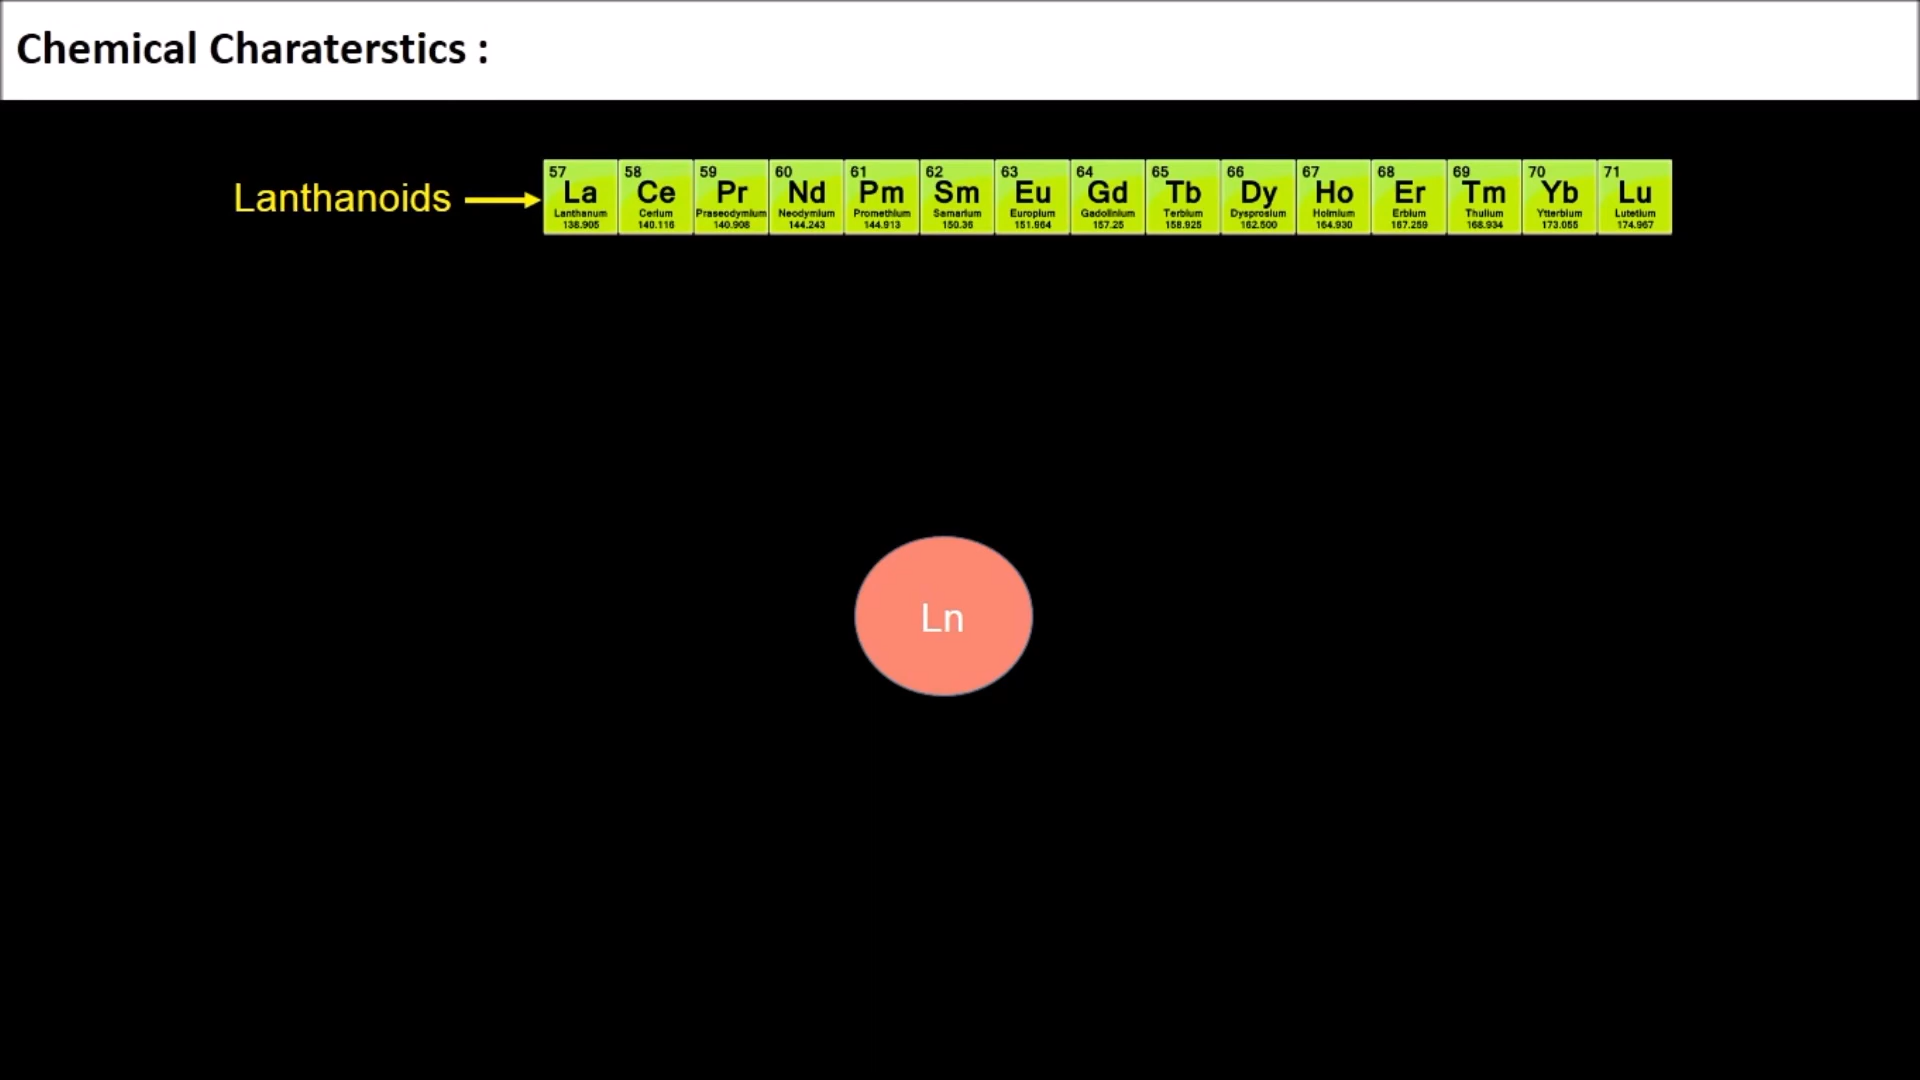 Chemical Charaterstics :
Lanthanoids
57 58 59 60 61 62 63 64 65 66 67 68 69 70 71
La Ce Pr Nd Pm Sm Eu Gd Tb Dy Ho Er Tm Yb Lu
Lanthanum Cerium Praseodymium Neodymium Promethium Samarium Europium Gadolinium Terbium Dysprosium Holmium Erbium Thulium Ytterbium Lutetium
138.905 140.116 140.908 144.243 144.913 150.36 151.964 157.25 158.925 162.500 164.930 167.259 168.934 173.055 174.967
Ln